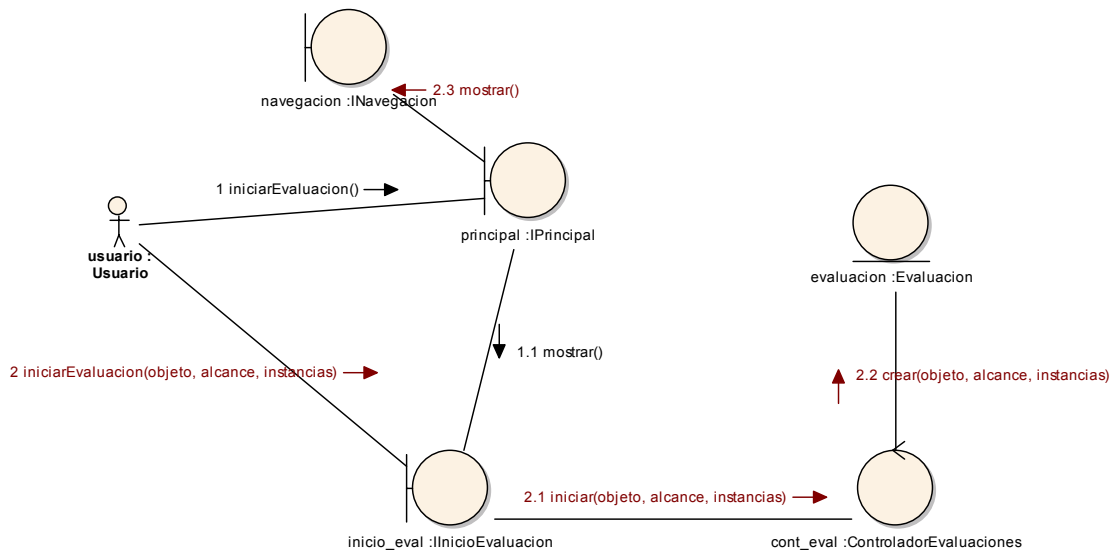 2.3 mostrar()
navegacion :INavegacion
1 iniciarEvaluacion()
principal :IPrincipal
usuario :
Usuario
evaluacion :Evaluacion
1.1 mostrar()
2 iniciarEvaluacion(objeto, alcance, instancias)
2.2 crear(objeto, alcance, instancias)
2.1 iniciar(objeto, alcance, instancias)
inicio_eval :IInicioEvaluacion
cont_eval :ControladorEvaluaciones